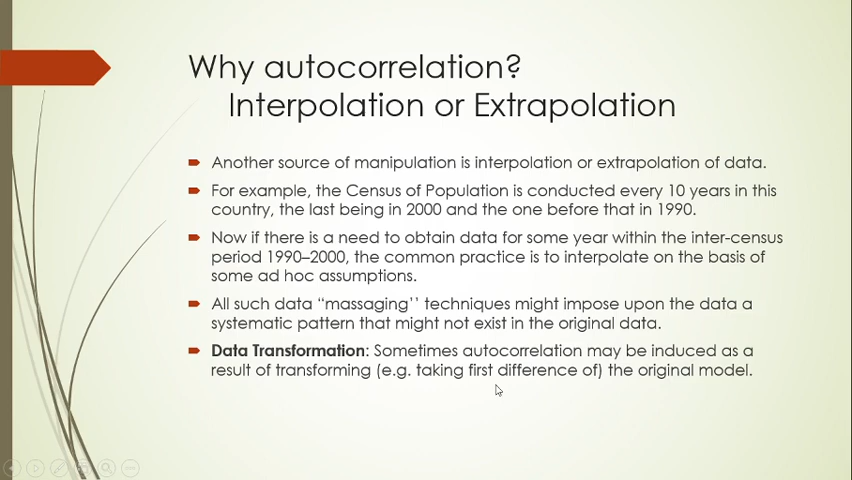 Why autocorrelation?
Interpolation or Extrapolation
Another source of manipulation is interpolation or extrapolation of data.
For example, the Census of Population is conducted every 10 years in this
country, the last being in 2000 and the one before that in 1990.
Now if there is a need to obtain data for some year within the inter-census
period 1990–2000, the common practice is to interpolate on the basis of
some ad hoc assumptions.
All such data “massaging’’ techniques might impose upon the data a
systematic pattern that might not exist in the original data.
Data Transformation: Sometimes autocorrelation may be induced as a
result of transforming (e.g. taking first difference of) the original model.